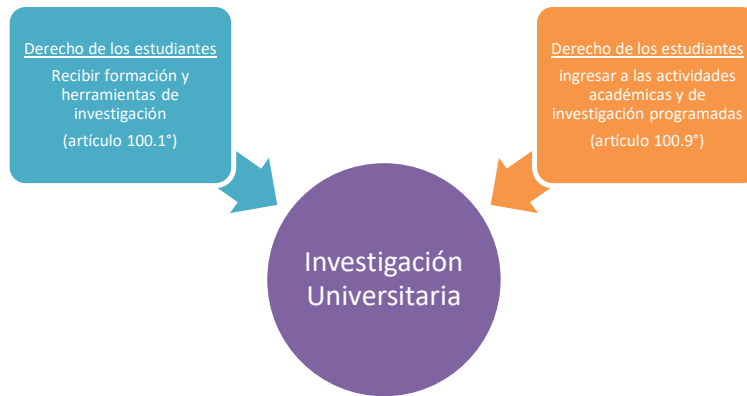 Derecho de los estudiantes
Recibir formación y
herramientas de
investigación
(artículo 100.1°)
Derecho de los estudiantes
ingresar a las actividades
académicas y de
investigación programadas
(artículo 100.9°)
Investigación
Universitaria